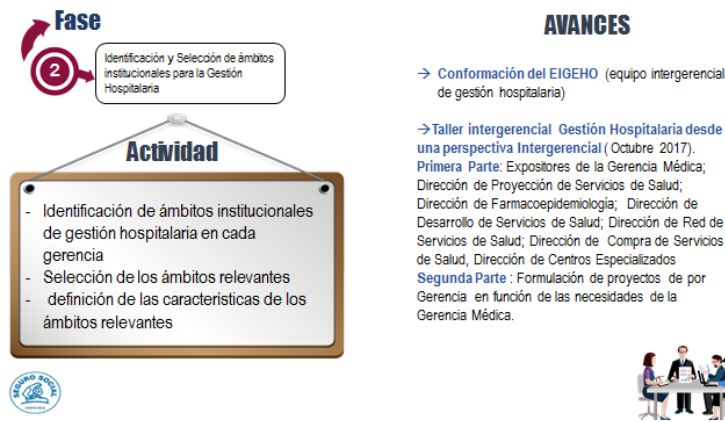 Fase
2
Identificación y Selección de ámbitos
institucionales para la Gestión
Hospitalaria
Actividad
- Identificación de ámbitos institucionales
de gestión hospitalaria en cada
gerencia
- Selección de los ámbitos relevantes
- definición de las características de los
ámbitos relevantes
SEGURO SOCIAL
COSTA RICA
AVANCES
→ Conformación del EIGEHO (equipo intergerencial
de gestión hospitalaria)
→Taller intergerencial Gestión Hospitalaria desde
una perspectiva Intergerencial ( Octubre 2017).
Primera Parte: Expositores de la Gerencia Médica;
Dirección de Proyección de Servicios de Salud;
Dirección de Farmacoepidemiología; Dirección de
Desarrollo de Servicios de Salud; Dirección de Red de
Servicios de Salud; Dirección de Compra de Servicios
de Salud, Dirección de Centros Especializados
Segunda Parte : Formulación de proyectos de por
Gerencia en función de las necesidades de la
Gerencia Médica.